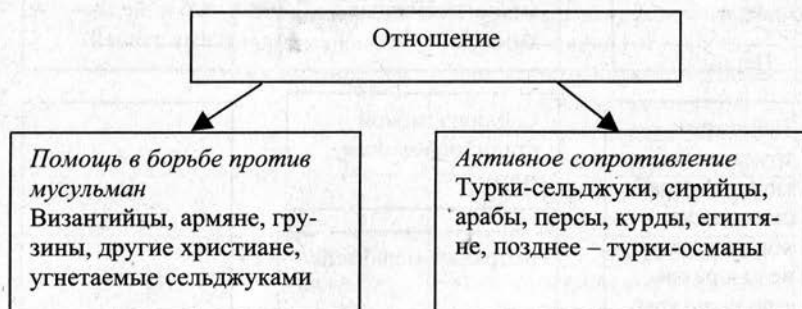 Отношение
Помощь в борьбе против
мусульман
Византийцы, армяне, гру-
зины, другие христиане,
угнетаемые сельджуками
Активное сопротивление
Турки-сельджуки, сирийцы,
арабы, персы, курды, египтя-
не, позднее – турки-османы